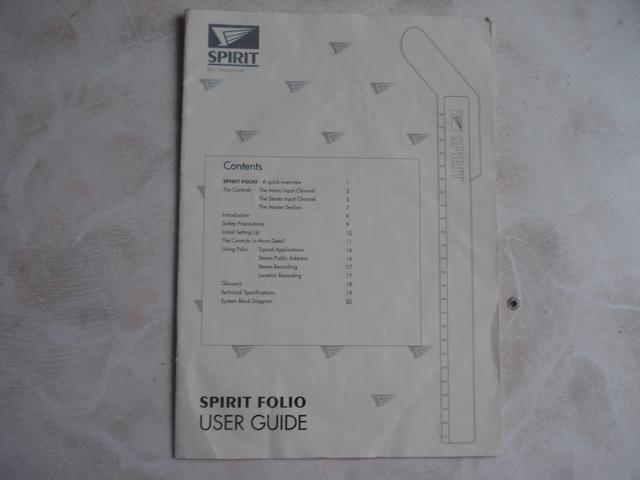 SPIRIT
SPIRIT
Contents
SPIRIT FOLIO - A quick overview 1
The Controls - The Mono Input Channel 3
The Stereo Input Channel 5
The Master Section 7
Introduction 9
Safety Precautions 9
Initial Setting Up 10
The Controls in More Detail 11
Using Folio - Typical Applications 16
Stereo Public Address 16
Stereo Recording 17
Location Recording 17
Glossary 18
Technical Specifications 19
System Block Diagram 20
SPIRIT FOLIO
USER GUIDE